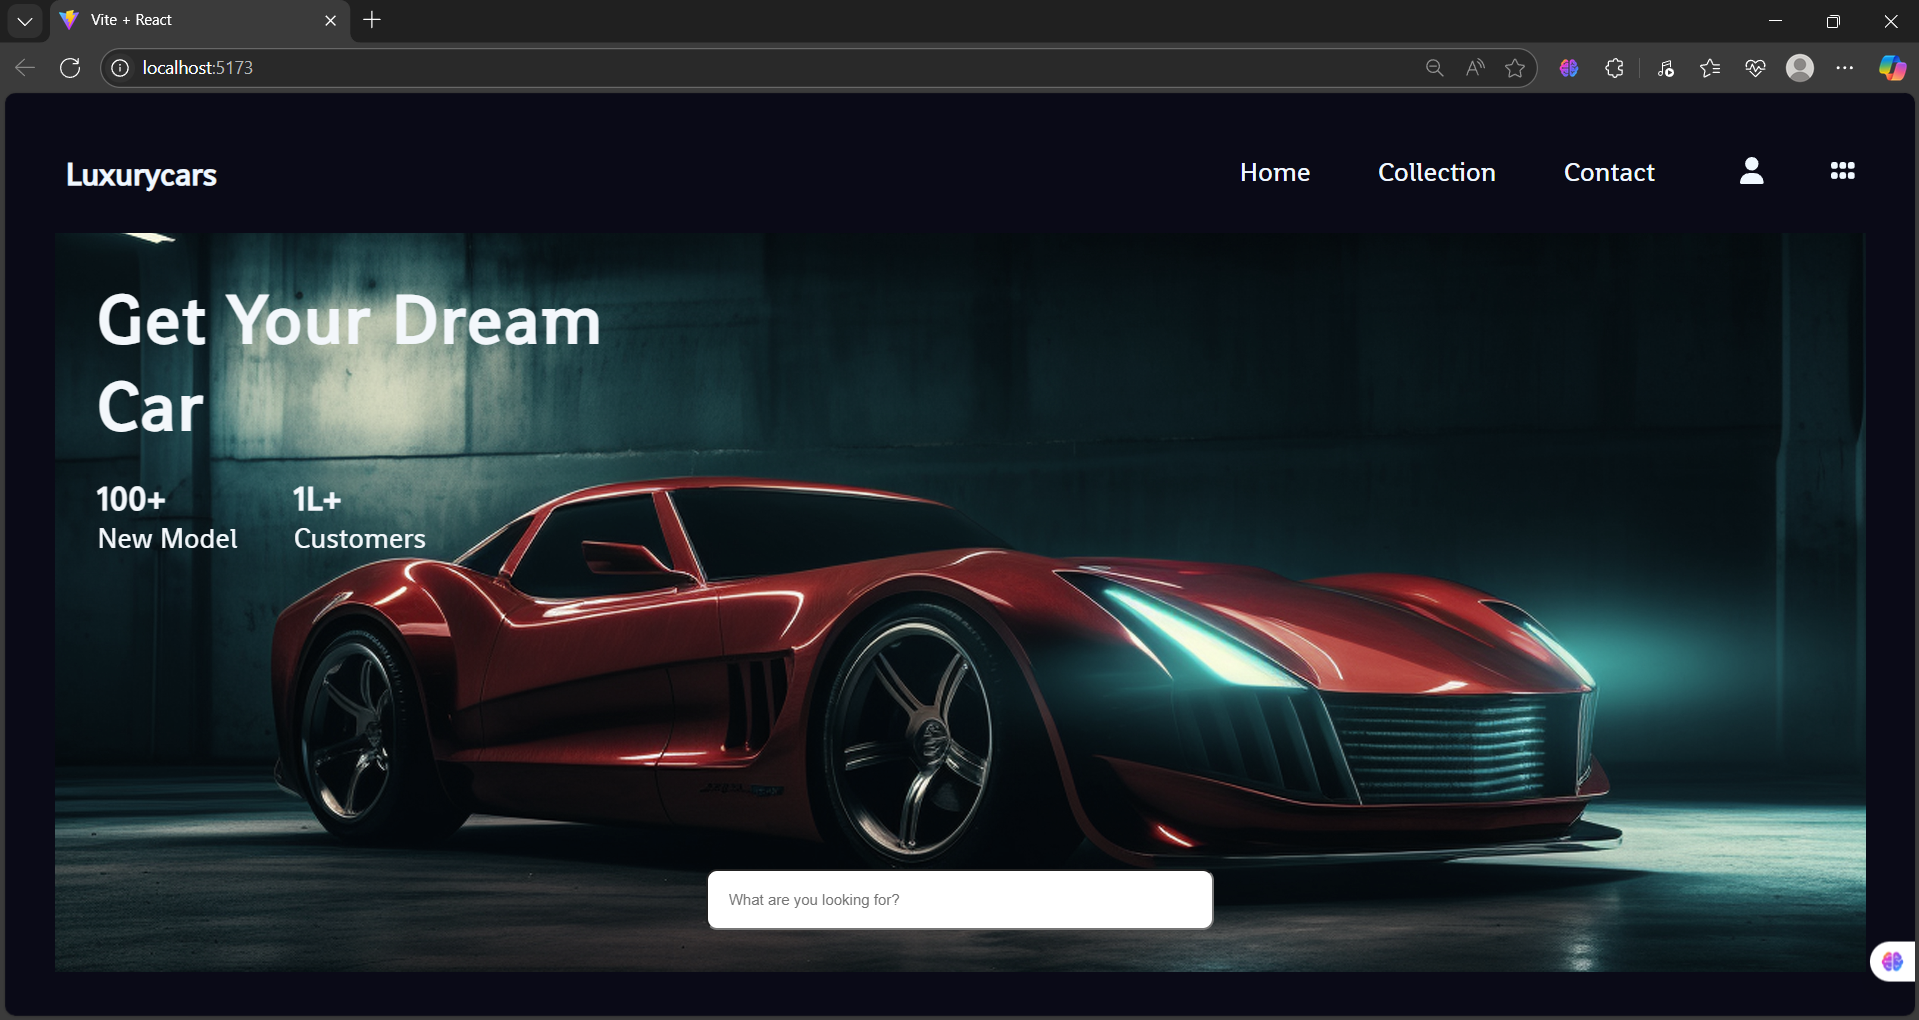 Vite + React
localhost:5173
Luxurycars
Home
Collection
Contact
Get Your Dream
Car
100+
New Model
1L+
Customers
What are you looking for?